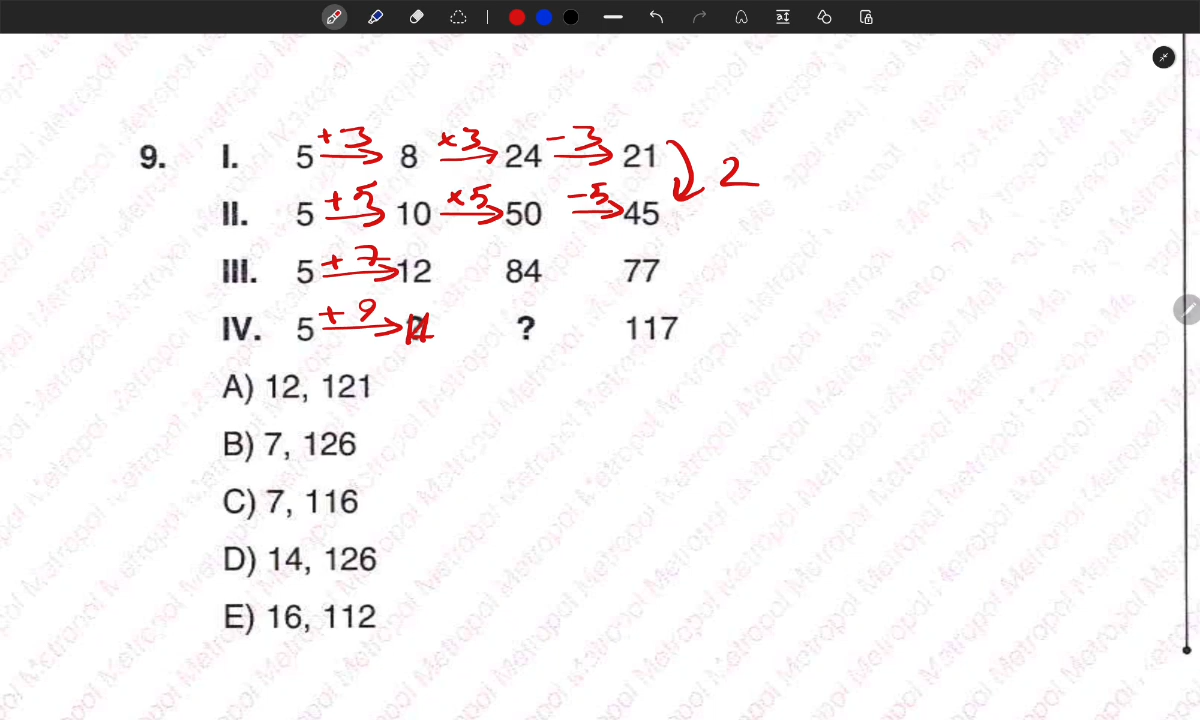 9. I. 5 +3 8 ×3 24 -3 21 2
II. 5 +5 10 ×5 50 -5 45
III. 5 +7 12 84 77
IV. 5 +9 ? 117
A) 12, 121
B) 7, 126
C) 7, 116
D) 14, 126
E) 16, 112